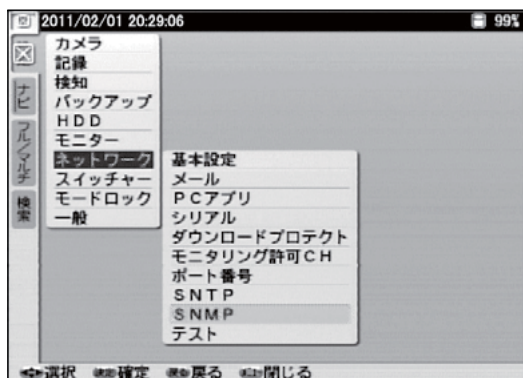 2011/02/01 20:29:06
99%
カメラ
記録
検知
バックアップ
HDD
モニター
ネットワーク
スイッチャー
モードロック
一般
ナビ
フル/マルチ
検索
基本設定
メール
PCアプリ
シリアル
ダウンロードプロテクト
モニタリング許可CH
ポート番号
SNTP
SNMP
テスト
選択 確定 戻る 閉じる